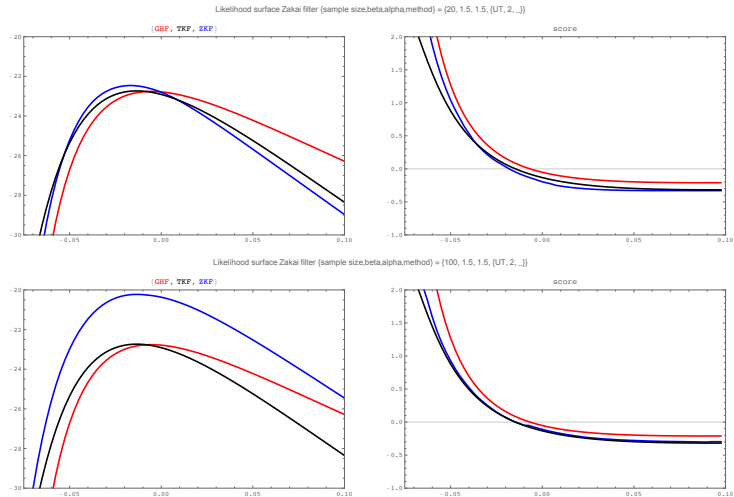 Likelihood surface Zakai filter {sample size,beta,alpha,method} = {20, 1.5, 1.5, {UT, 2, _}}
{GHF, TKF, ZKF}
-20
-22
-24
-26
-28
-30
-0.05 0.00 0.05 0.10
score
2.0
1.5
1.0
0.5
0.0
-0.5
-1.0
-0.05 0.00 0.05 0.10
Likelihood surface Zakai filter {sample size,beta,alpha,method} = {100, 1.5, 1.5, {UT, 2, _}}
{GHF, TKF, ZKF}
-20
-22
-24
-26
-28
-30
-0.05 0.00 0.05 0.10
score
2.0
1.5
1.0
0.5
0.0
-0.5
-1.0
-0.05 0.00 0.05 0.10